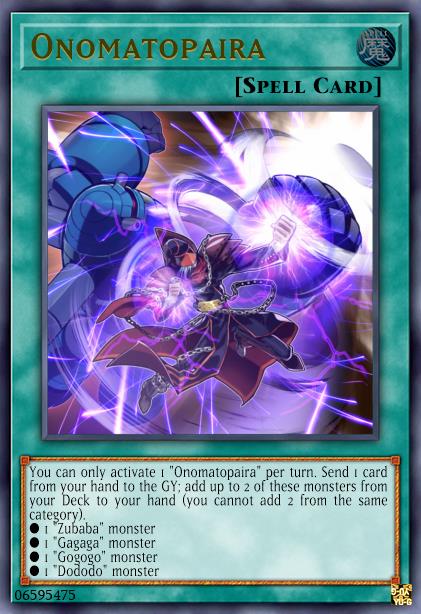 Onomatopaira
魔
[Spell Card]
You can only activate 1 "Onomatopaira" per turn. Send 1 card
from your hand to the GY; add up to 2 of these monsters from
your Deck to your hand (you cannot add 2 from the same
category).
● 1 "Zubaba" monster
● 1 "Gagaga" monster
● 1 "Gogogo" monster
● 1 "Dododo" monster
06595475